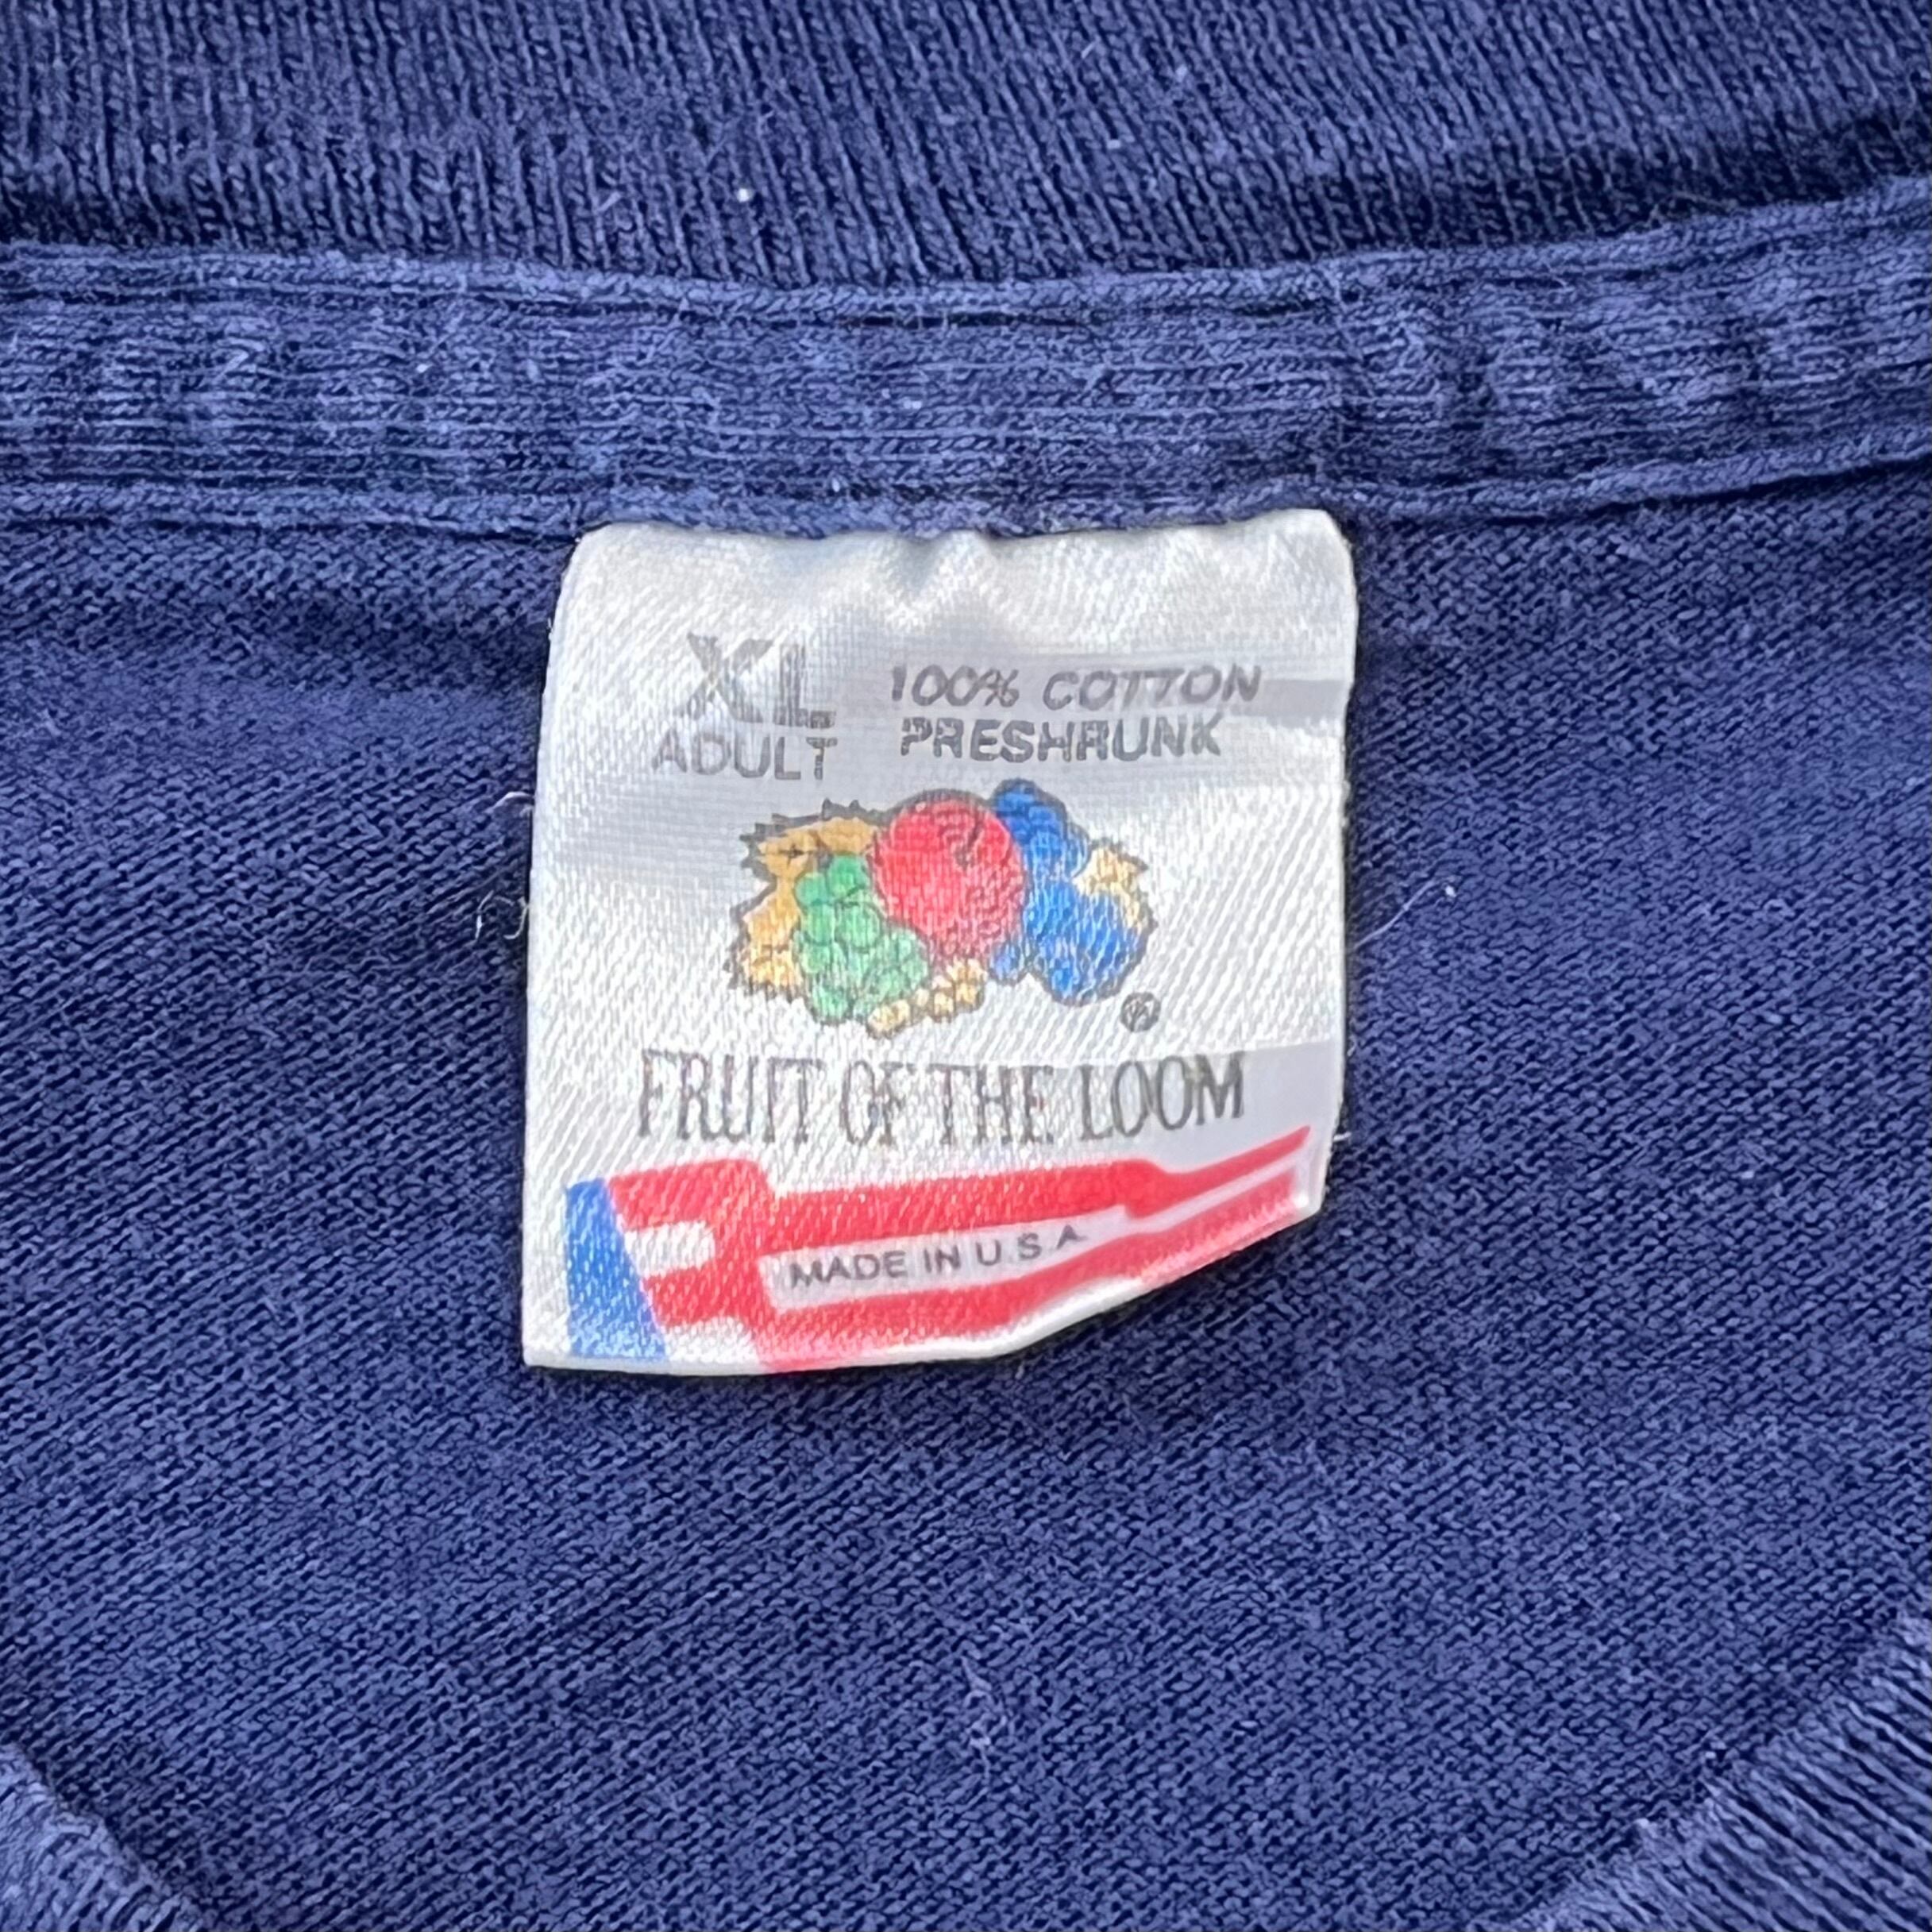 XL
ADULT
100% COTTON
PRESHRUNK
®
FRUIT OF THE LOOM
MADE IN U.S.A.